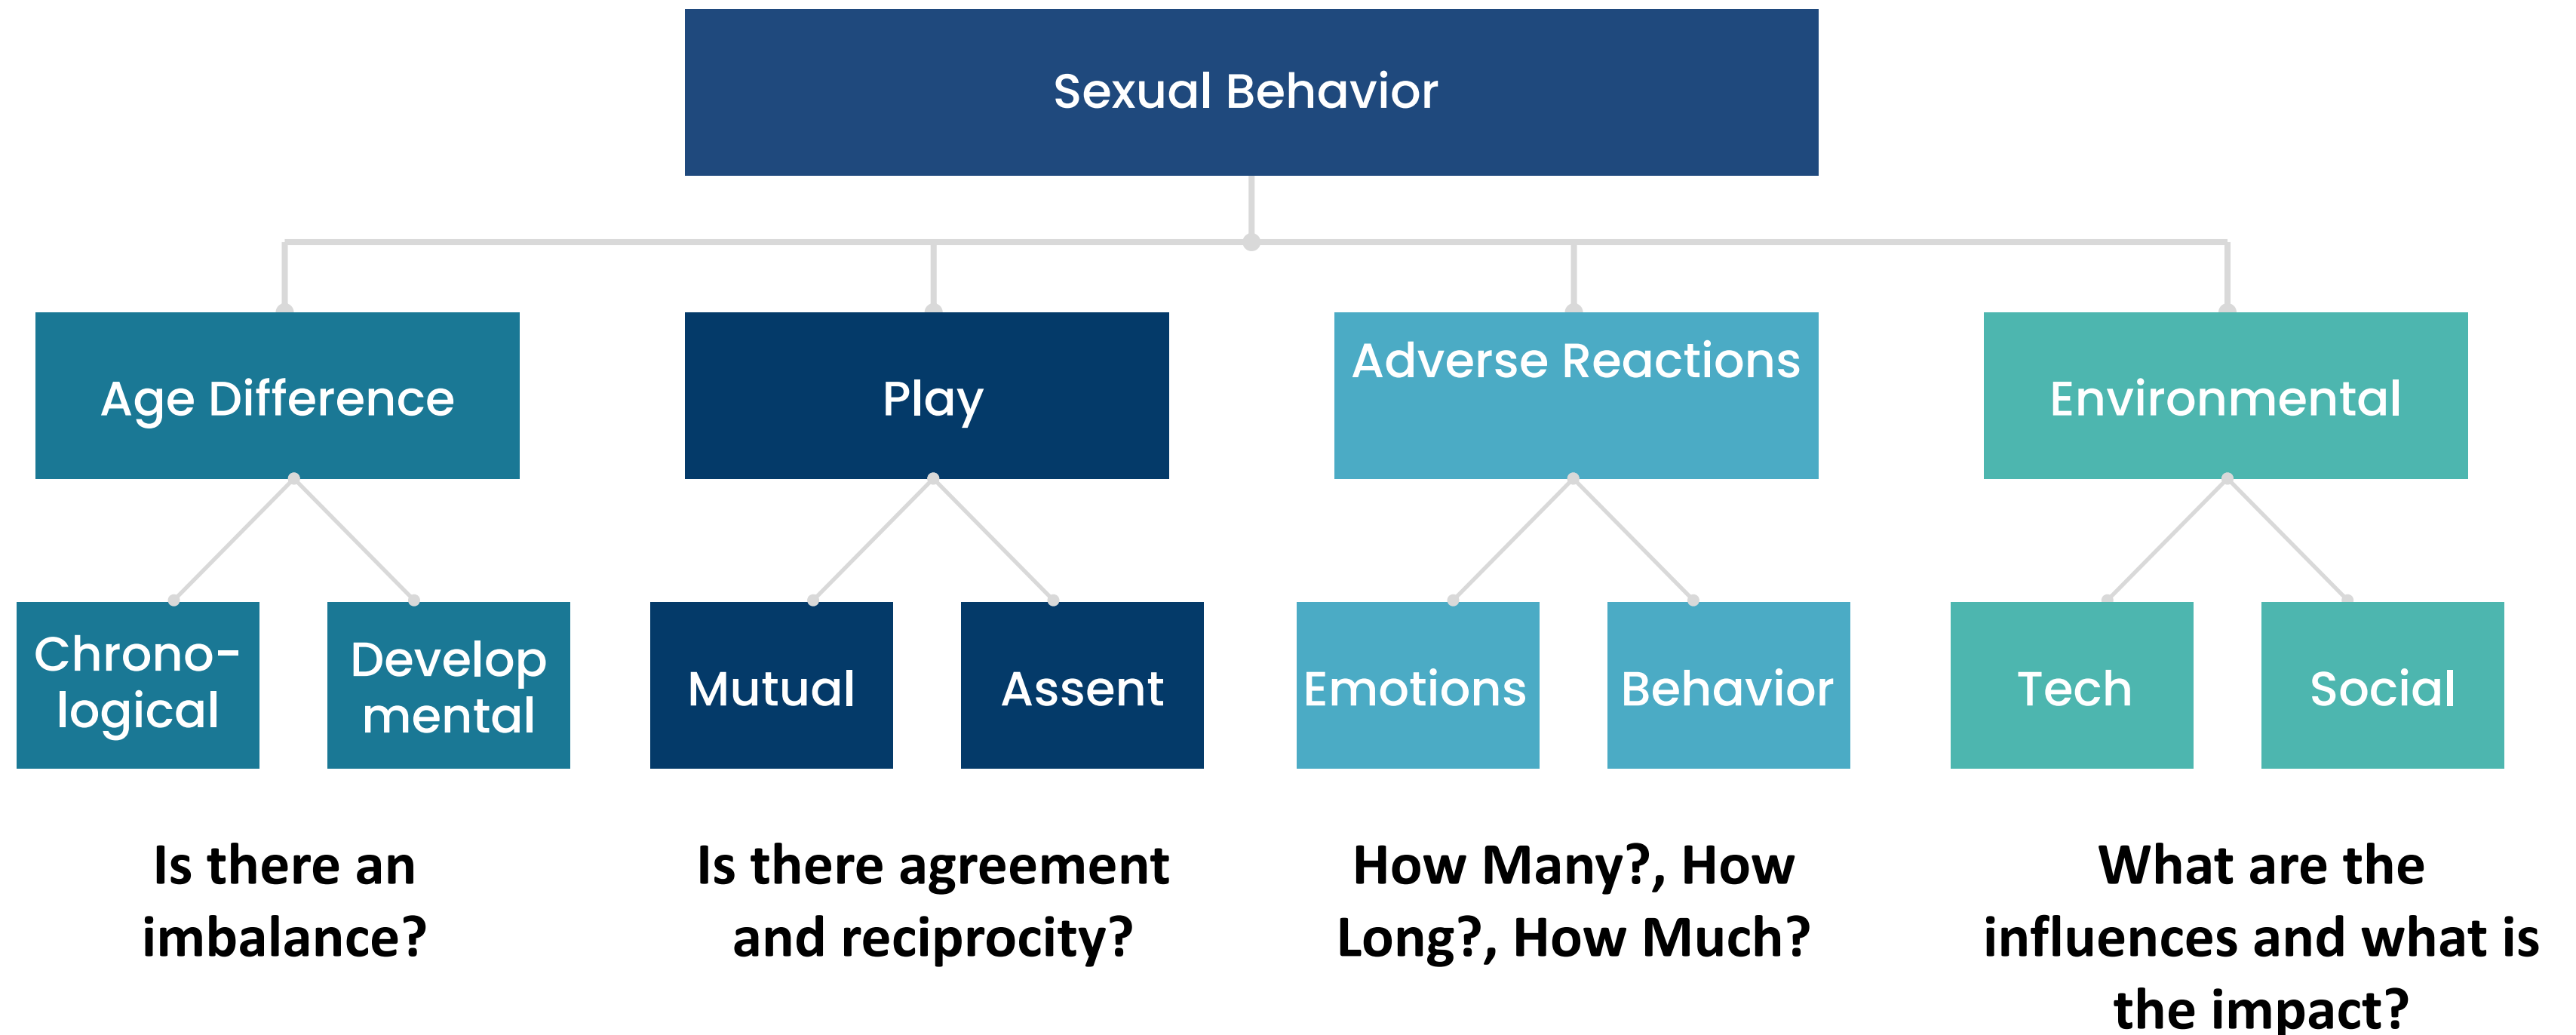 Sexual Behavior
Age Difference
Play
Adverse Reactions
Environmental
Chrono-
logical
Develop
mental
Mutual
Assent
Emotions
Behavior
Tech
Social
Is there an
imbalance?
Is there agreement
and reciprocity?
How Many?, How
Long?, How Much?
What are the
influences and what is
the impact?